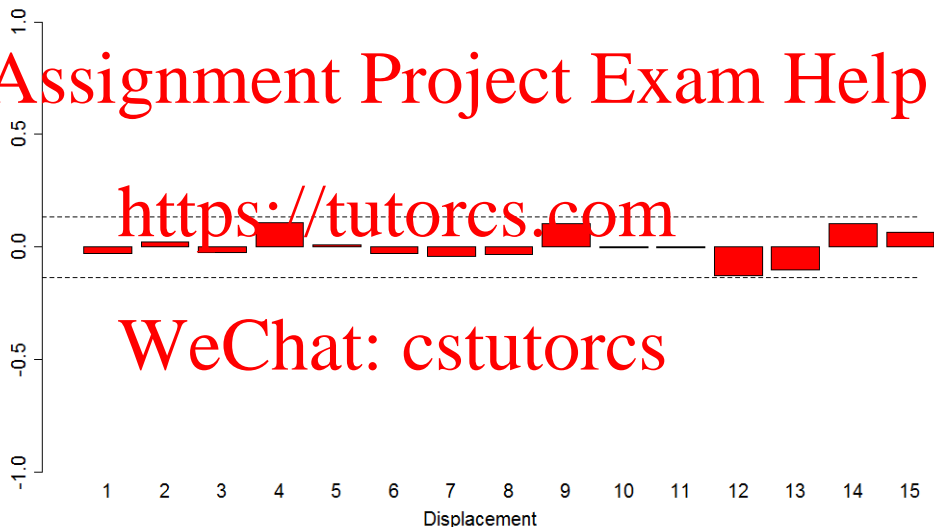 1.0
Assignment Project Exam Help
0.5
https://tutorcs.com
0.0
WeChat: cstutorcs
-0.5
-1.0
1 2 3 4 5 6 7 8 9 10 11 12 13 14 15
Displacement